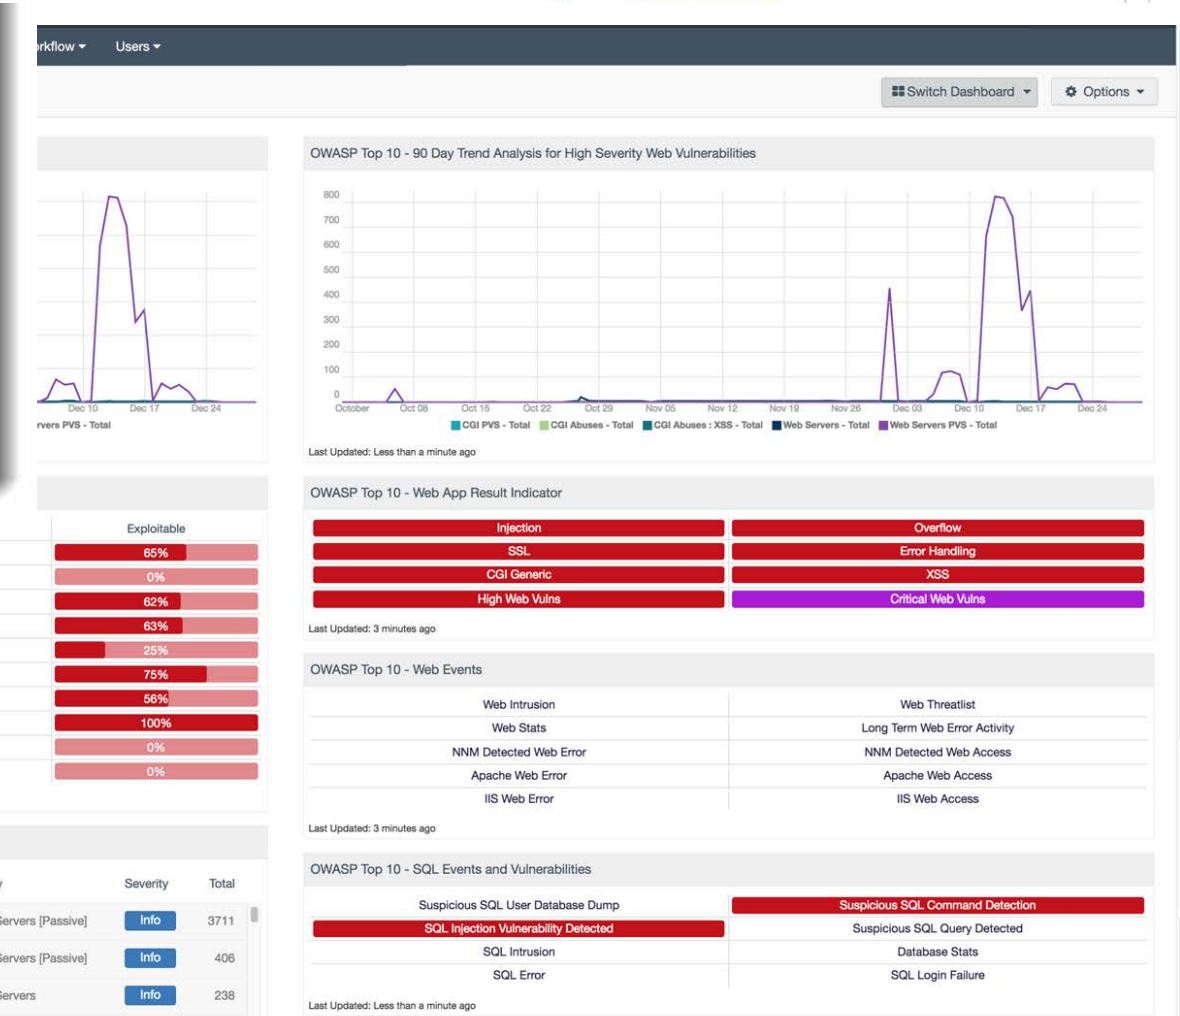 Users
Switch Dashboard
Options
OWASP Top 10 - 90 Day Trend Analysis for High Severity Web Vulnerabilities
800
700
600
500
400
300
200
100
0
October Oct 08 Oct 15 Oct 22 Oct 29 Nov 05 Nov 12 Nov 19 Nov 26 Dec 03 Dec 10 Dec 17 Dec 24
CGI PVS - Total CGI Abuses - Total CGI Abuses : XSS - Total Web Servers - Total Web Servers PVS - Total
Last Updated: Less than a minute ago
Dec 10 Dec 17 Dec 24
rvers PVS - Total
OWASP Top 10 - Web App Result Indicator
Injection Overflow
SSL Error Handling
CGI Generic XSS
High Web Vulns Critical Web Vulns
Last Updated: 3 minutes ago
Exploitable
65%
0%
62%
63%
25%
75%
56%
100%
0%
0%
OWASP Top 10 - Web Events
Web Intrusion Web Threatlist
Web Stats Long Term Web Error Activity
NNM Detected Web Error NNM Detected Web Access
Apache Web Error Apache Web Access
IIS Web Error IIS Web Access
Last Updated: 3 minutes ago
OWASP Top 10 - SQL Events and Vulnerabilities
Suspicious SQL User Database Dump Suspicious SQL Command Detection
SQL Injection Vulnerability Detected Suspicious SQL Query Detected
SQL Intrusion Database Stats
SQL Error SQL Login Failure
Last Updated: Less than a minute ago
Severity Total
Servers [Passive] Info 3711
Servers [Passive] Info 406
Servers Info 238